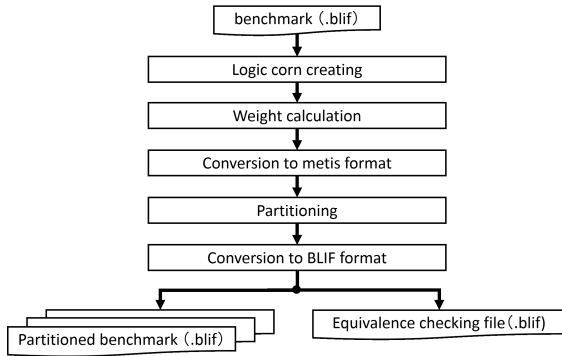 benchmark（.blif）
Logic corn creating
Weight calculation
Conversion to metis format
Partitioning
Conversion to BLIF format
Partitioned benchmark（.blif）
Equivalence checking file（.blif)